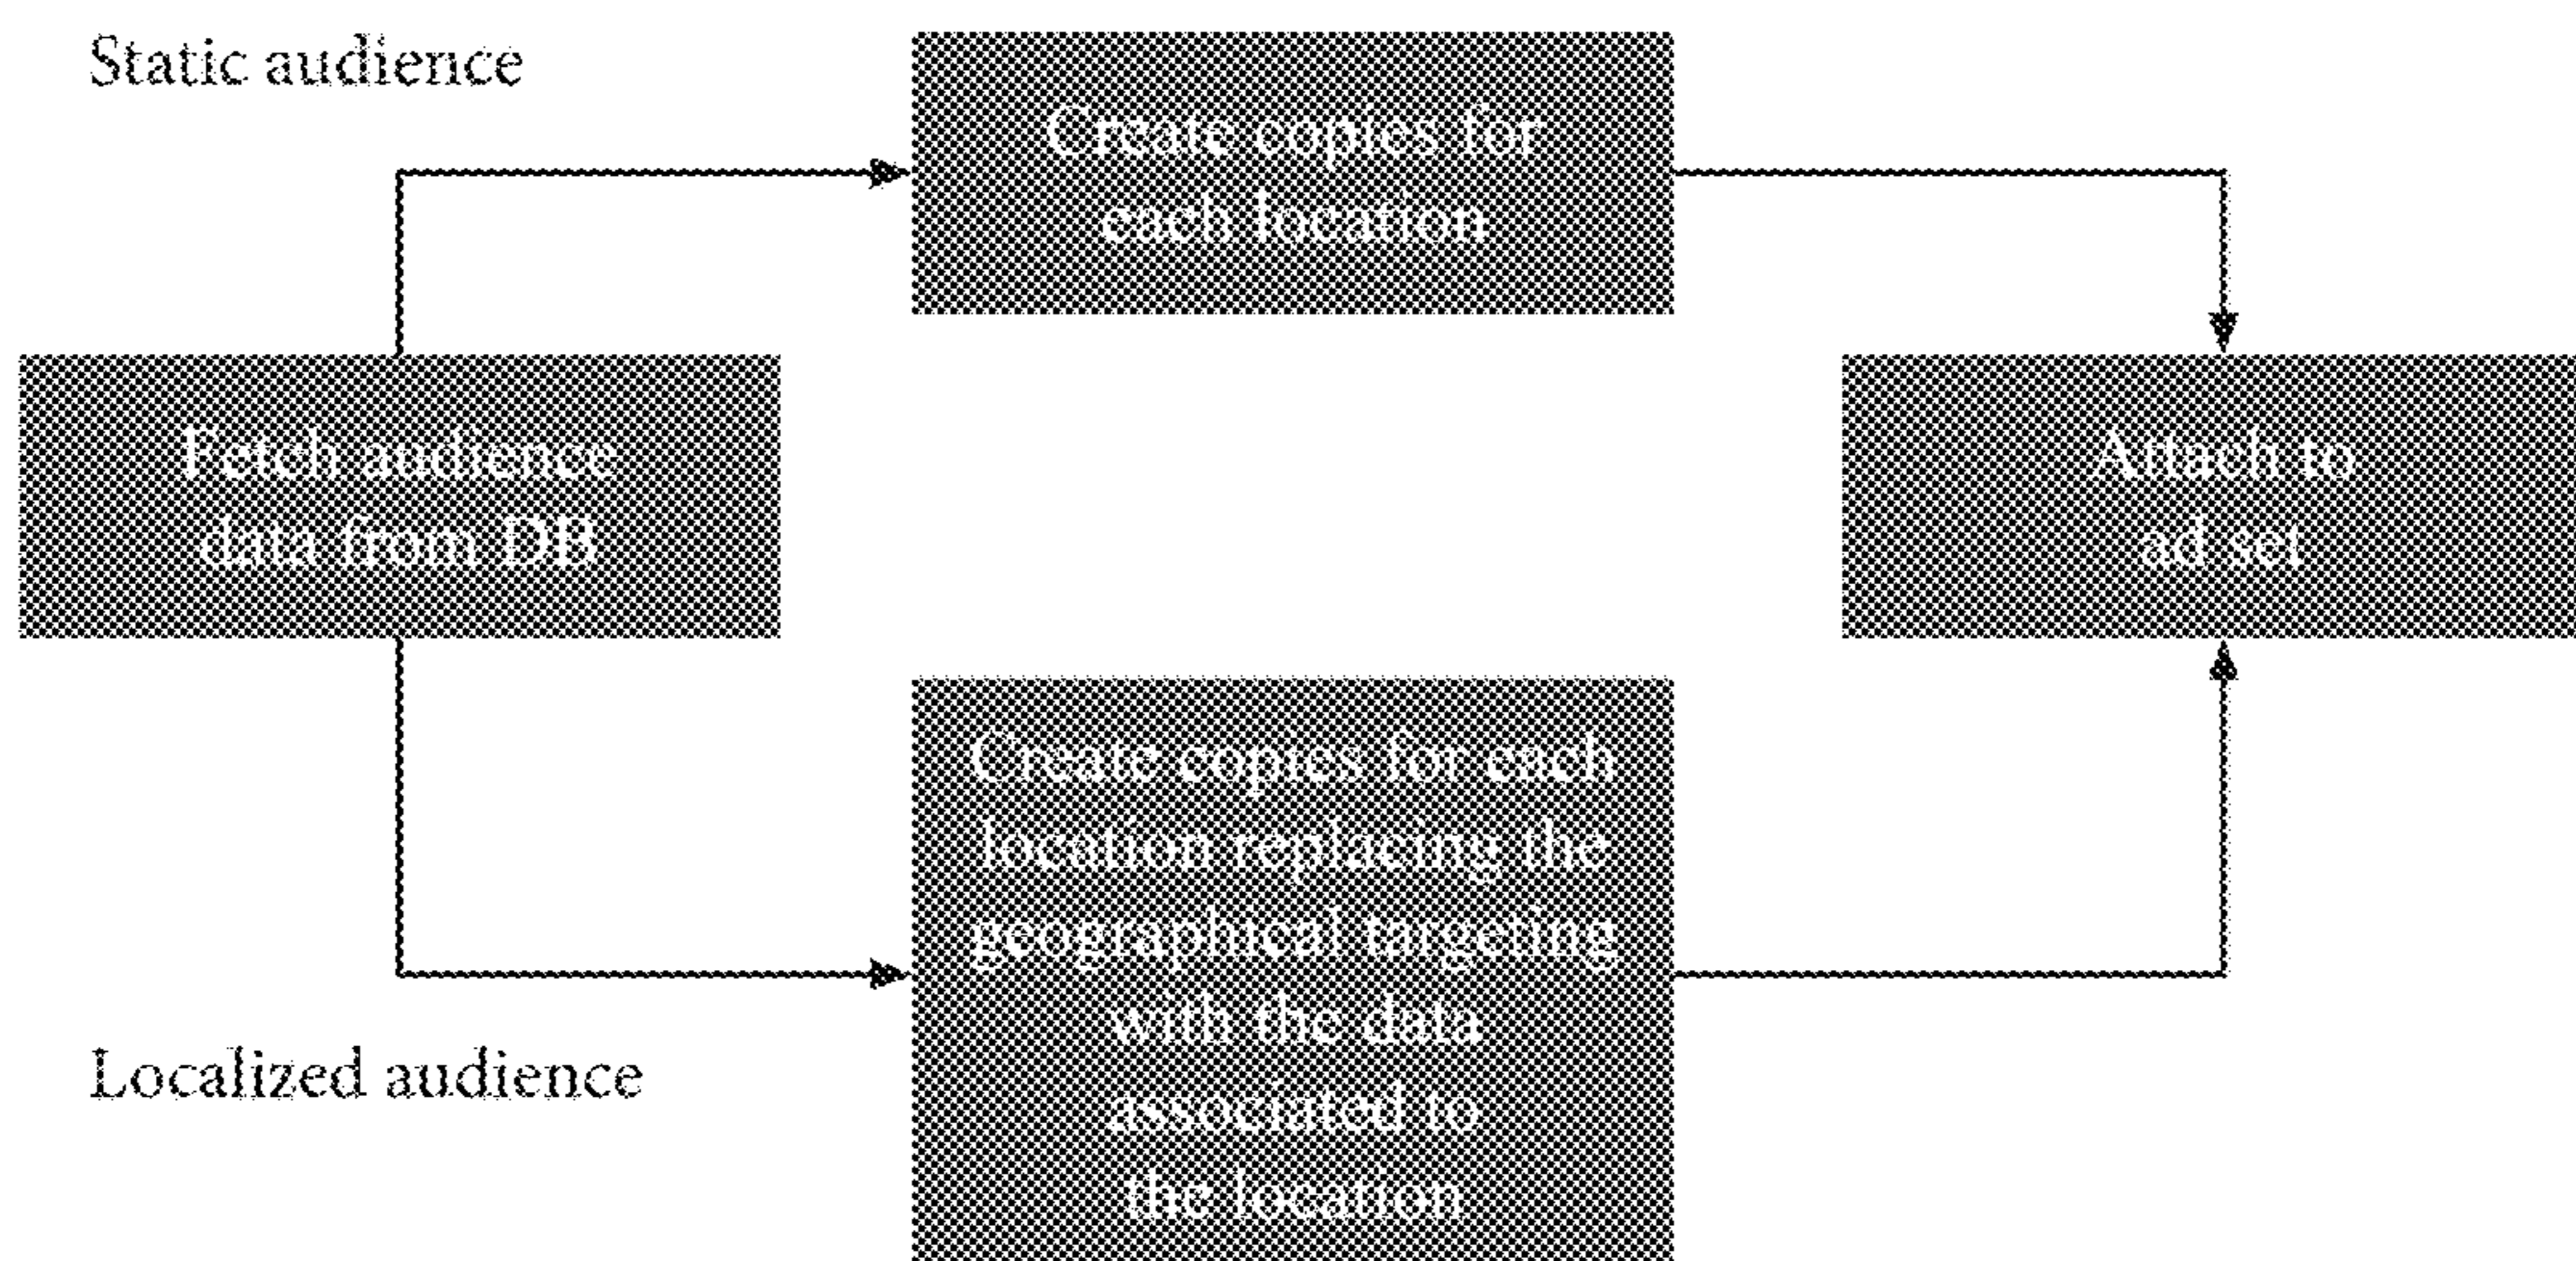 Static audience
Create copies for
each location
Fetch audience
data from DB
Attach to
ad set
Create copies for each
location replacing the
geographical targeting
with the data
associated to
the location
Localized audience